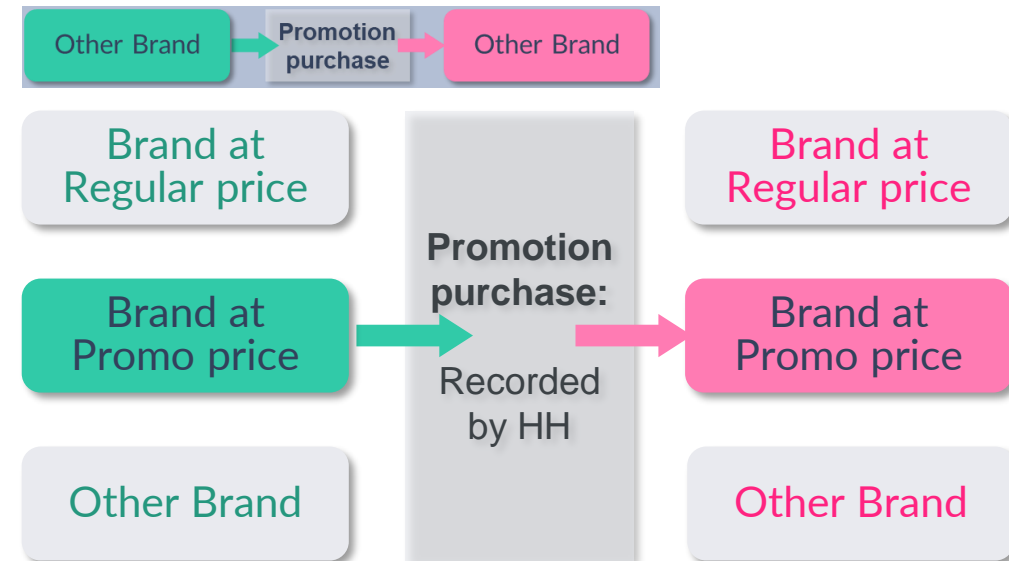 Other Brand
Promotion
purchase
Other Brand
Brand at
Regular price
Brand at
Promo price
Other Brand
Promotion
purchase:
Recorded
by HH
Brand at
Regular price
Brand at
Promo price
Other Brand